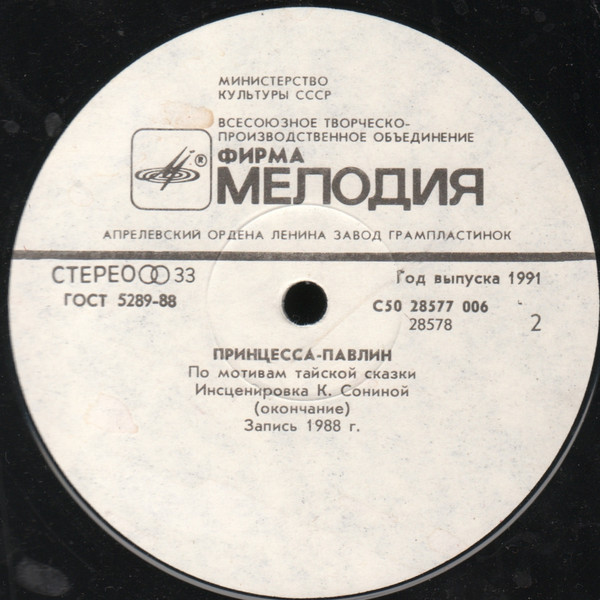 МИНИСТЕРСТВО
КУЛЬТУРЫ СССР
ВСЕСОЮЗНОЕ ТВОРЧЕСКО-
ПРОИЗВОДСТВЕННОЕ ОБЪЕДИНЕНИЕ
®
ФИРМА
МЕЛОДИЯ
АПРЕЛЕВСКИЙ ОРДЕНА ЛЕНИНА ЗАВОД ГРАМПЛАСТИНОК
СТЕРЕО 33
Год выпуска 1991
ГОСТ 5289-88
С50 28577 006
28578
2
ПРИНЦЕССА-ПАВЛИН
По мотивам тайской сказки
Инсценировка К. Сониной
(окончание)
Запись 1988 г.